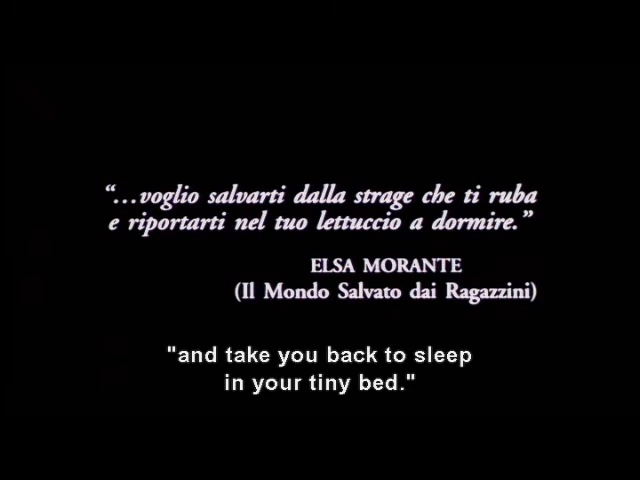 “...voglio salvarti dalla strage che ti ruba
e riportarti nel tuo lettuccio a dormire.”
ELSA MORANTE
(Il Mondo Salvato dai Ragazzini)
"and take you back to sleep
in your tiny bed."